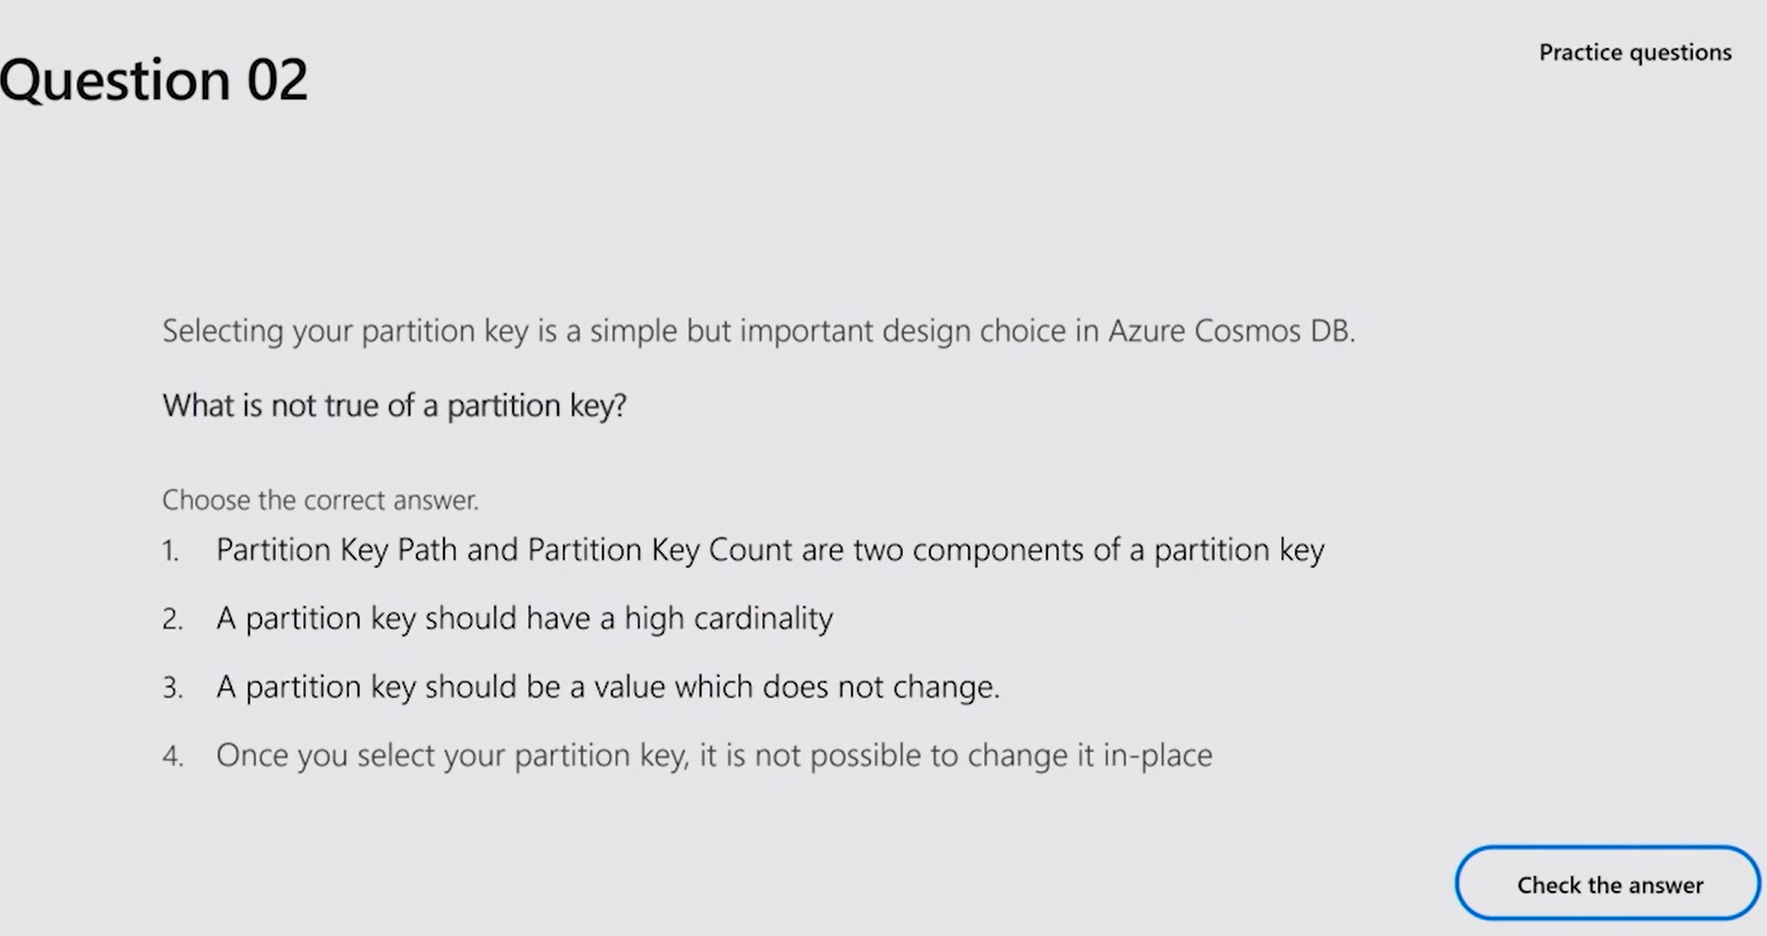 Practice questions
Question 02
Selecting your partition key is a simple but important design choice in Azure Cosmos DB.
What is not true of a partition key?
Choose the correct answer.
1. Partition Key Path and Partition Key Count are two components of a partition key
2. A partition key should have a high cardinality
3. A partition key should be a value which does not change.
4. Once you select your partition key, it is not possible to change it in-place
Check the answer